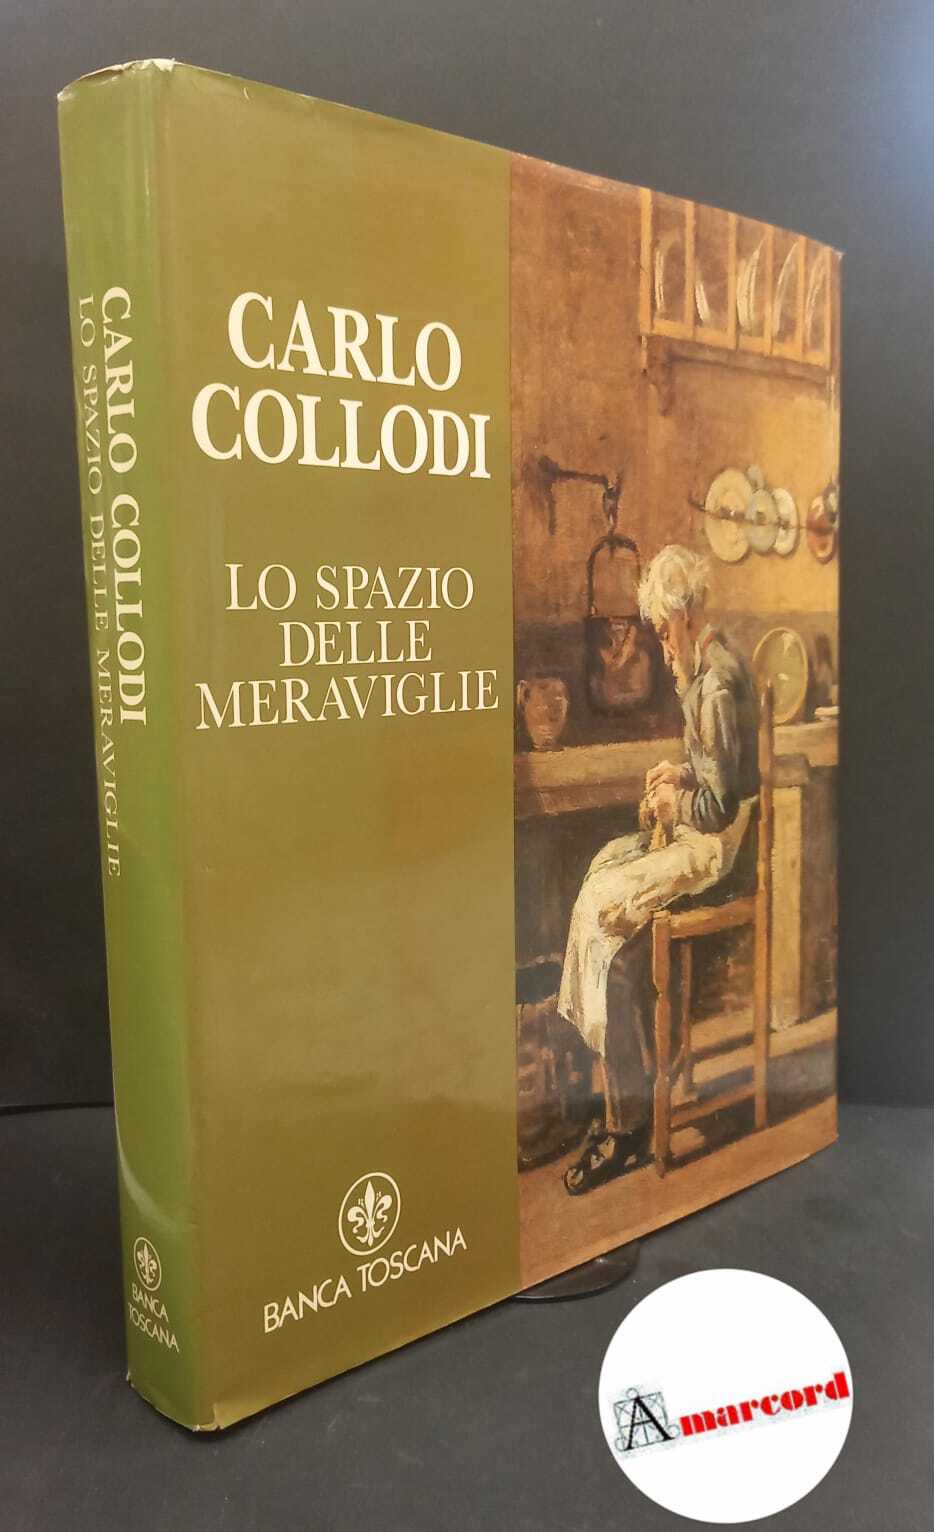 CARLO COLLODI
LO SPAZIO DELLE MERAVIGLIE
BANCA
TOSCANA
CARLO
COLLODI
LO SPAZIO
DELLE
MERAVIGLIE
BANCA TOSCANA
Amarcord